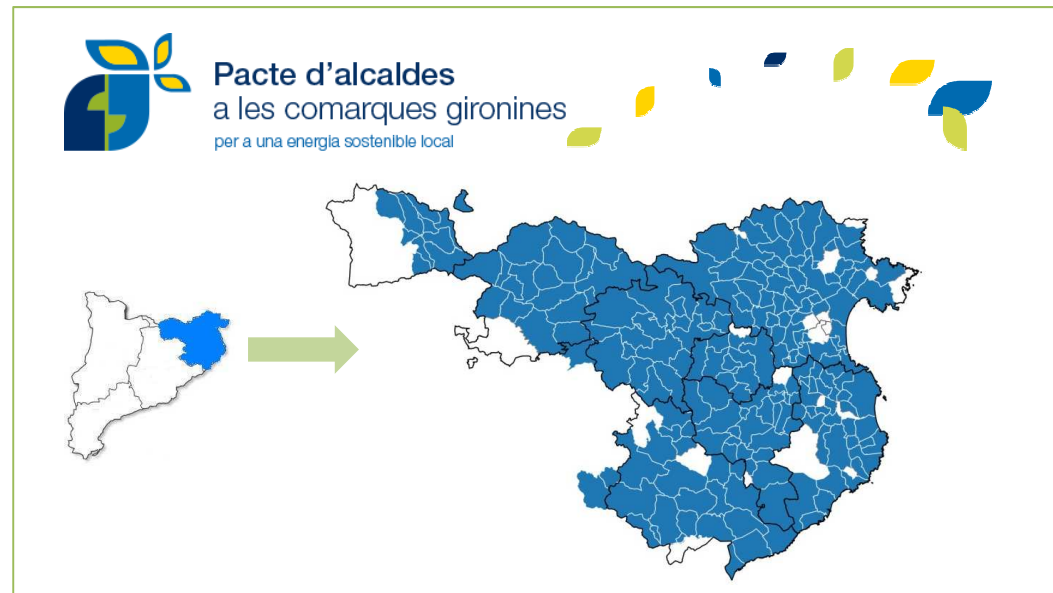 Pacte d'alcaldes
a les comarques gironines
per a una energia sostenible local